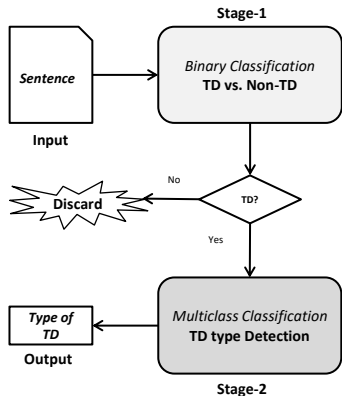 Stage-1
Sentence
Binary Classification
TD vs. Non-TD
Input
No
TD?
Discard
Yes
Type of
TD
Multiclass Classification
TD type Detection
Output
Stage-2